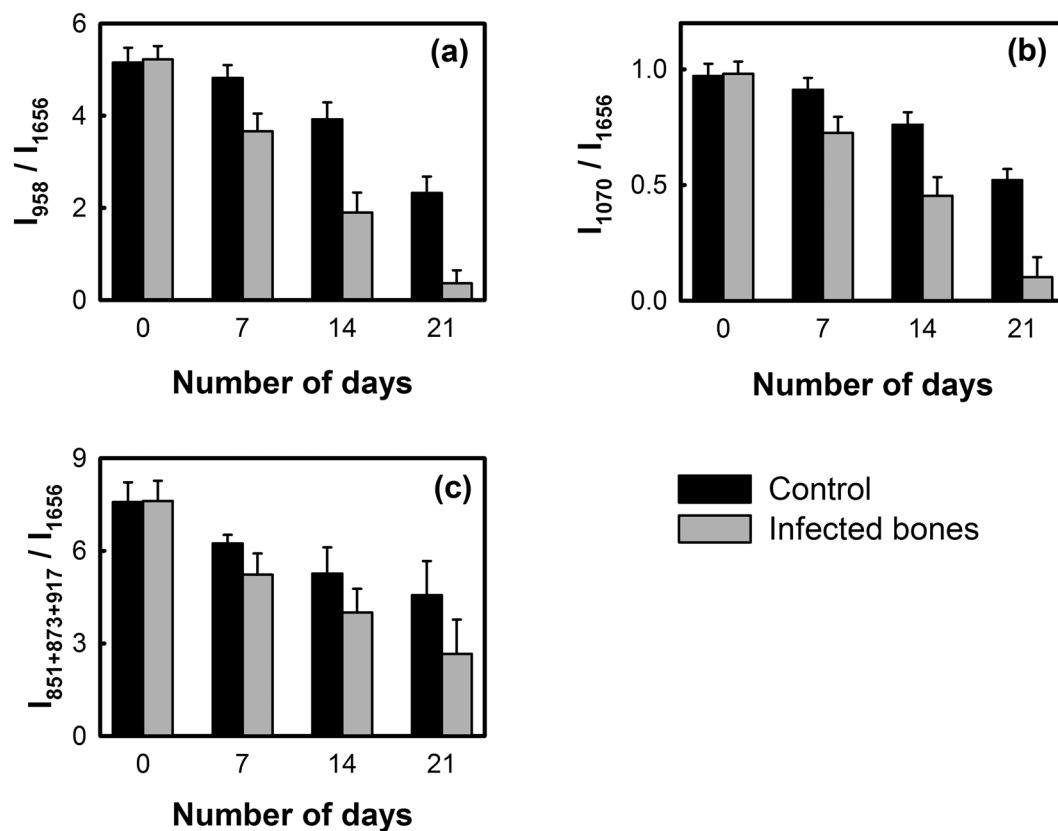 (a)
I958 / I1656
6
4
2
0
0 7 14 21
Number of days
(b)
I1070 / I1656
1.0
0.5
0.0
0 7 14 21
Number of days
(c)
I851+873+917 / I1656
9
6
3
0
0 7 14 21
Number of days
Control
Infected bones